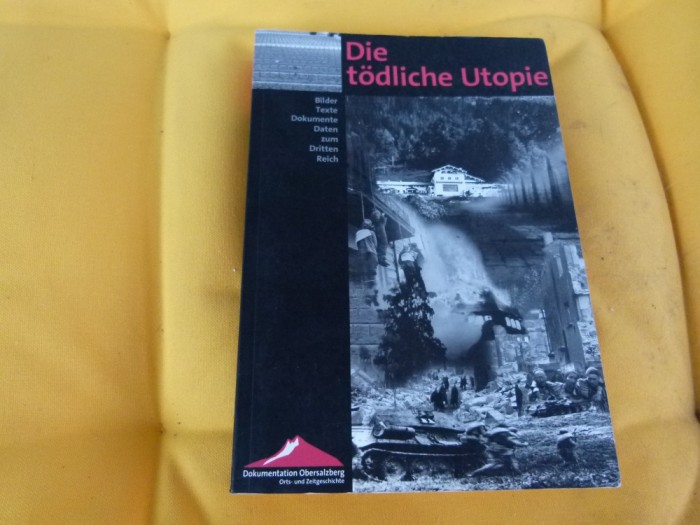 Die
tödliche Utopie
Bilder
Texte
Dokumente
Daten
zum
Dritten
Reich
Dokumentation Obersalzberg
Orts- und Zeitgeschichte